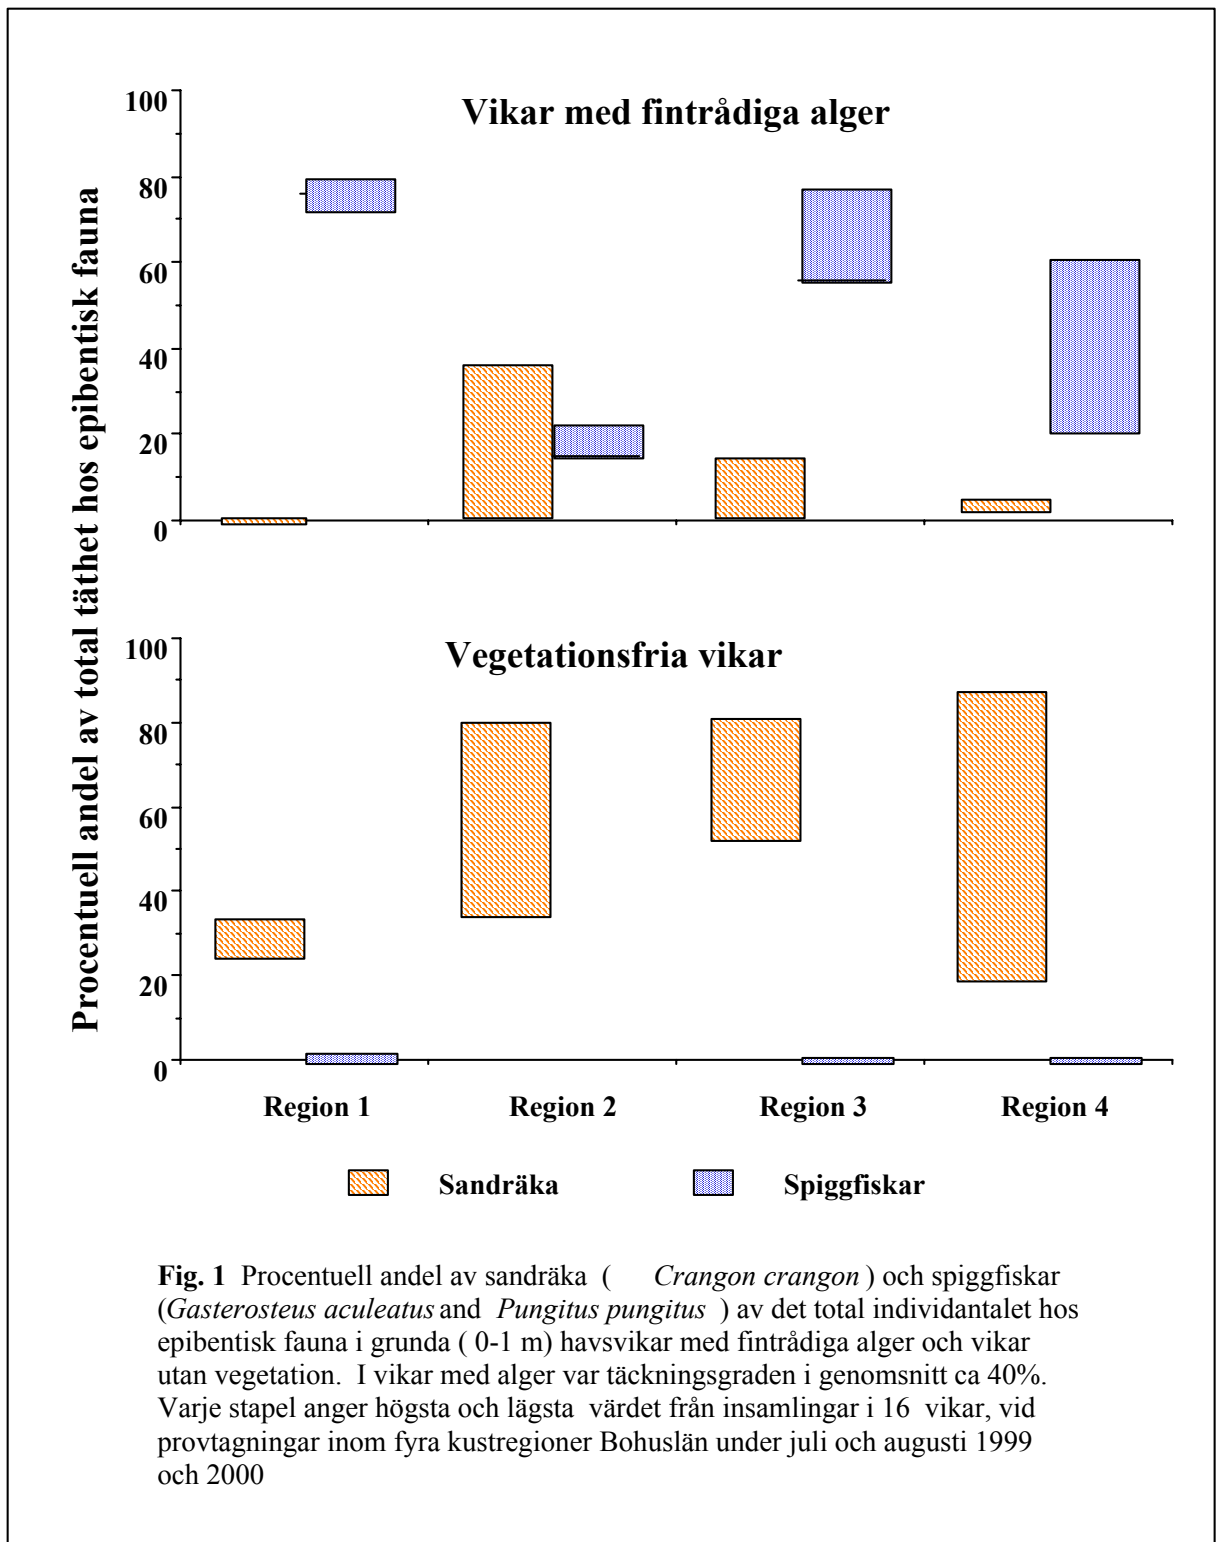 Procentuell andel av total täthet hos epibentisk fauna
Vikar med fintrådiga alger
100
80
60
40
20
0
Vegetationsfria vikar
100
80
60
40
20
0
Region 1 Region 2 Region 3 Region 4
Sandräka Spiggfiskar
Fig. 1 Procentuell andel av sandräka ( Crangon crangon ) och spiggfiskar
(Gasterosteus aculeatus and Pungitus pungitus ) av det total individantalet hos
epibentisk fauna i grunda ( 0-1 m) havsvikar med fintrådiga alger och vikar
utan vegetation. I vikar med alger var täckningsgraden i genomsnitt ca 40%.
Varje stapel anger högsta och lägsta värdet från insamlingar i 16 vikar, vid
provtagningar inom fyra kustregioner Bohuslän under juli och augusti 1999
och 2000